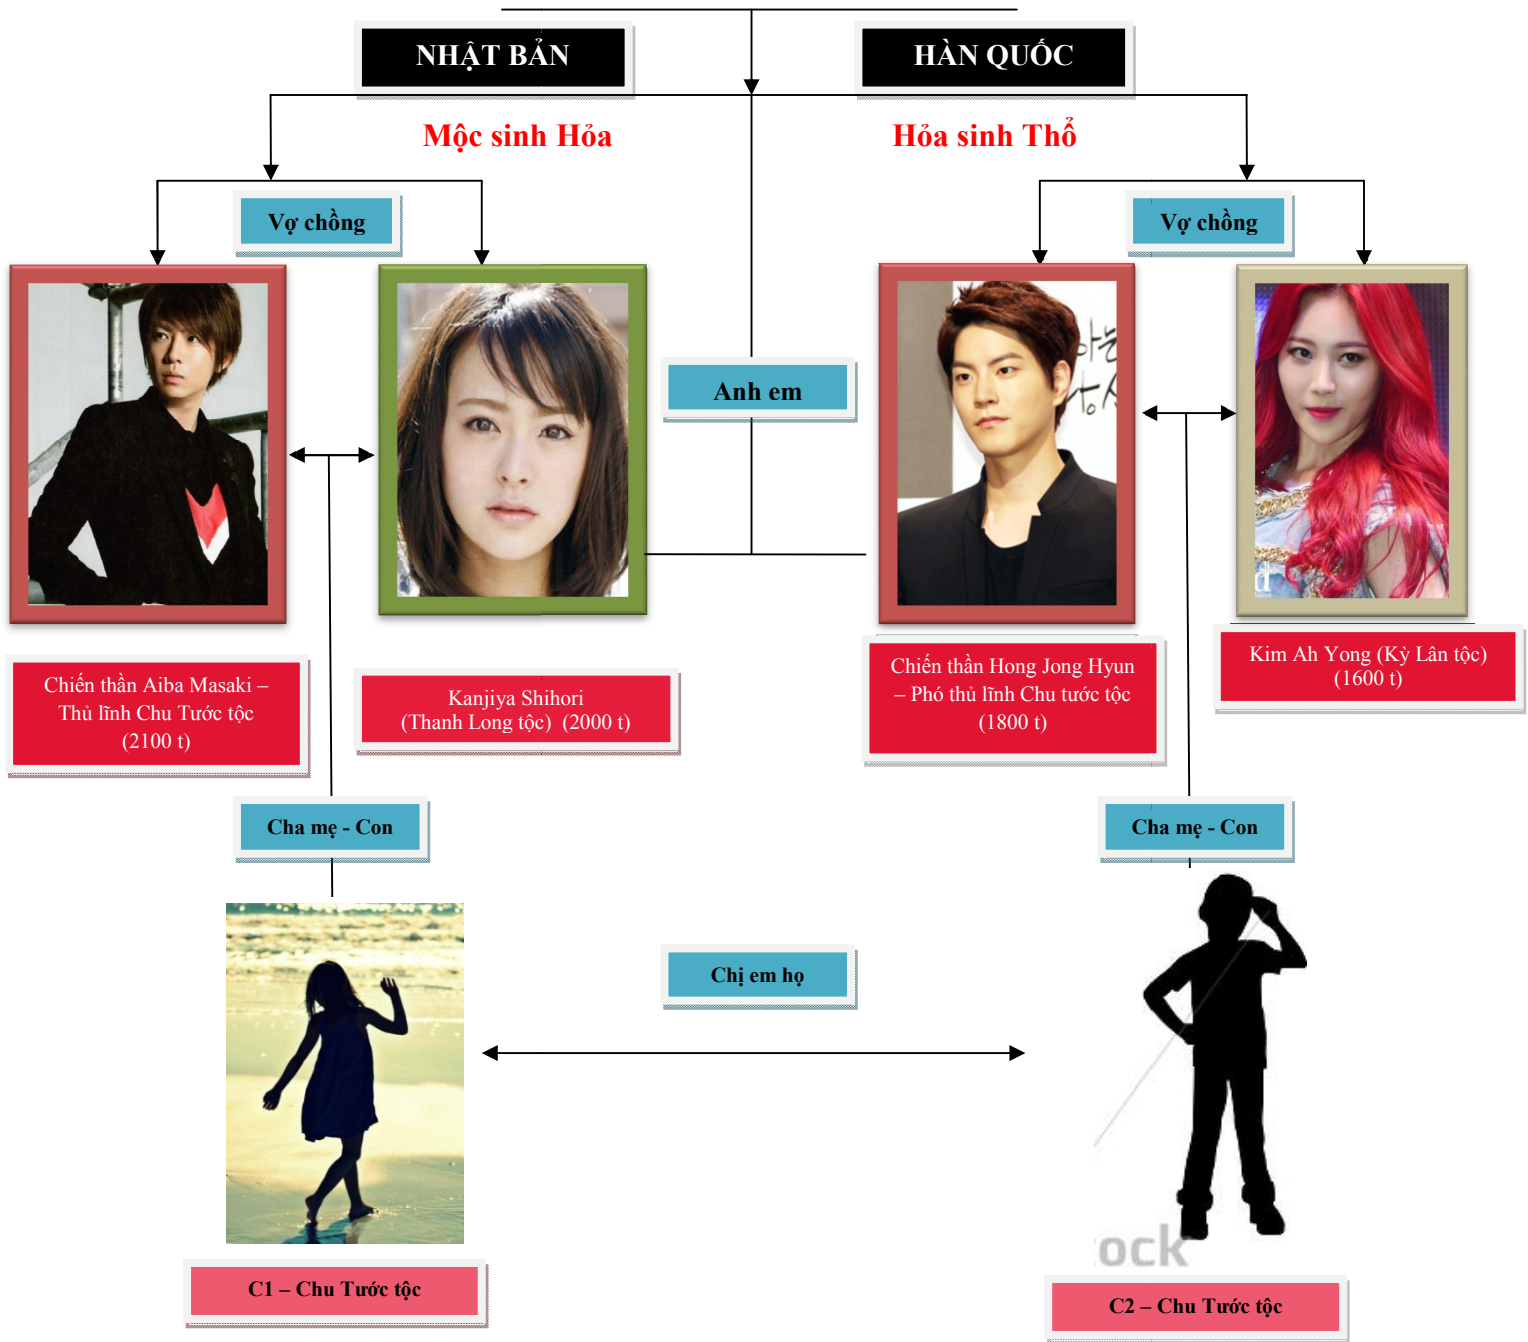 NHẬT BẢN
HÀN QUỐC
Mộc sinh Hỏa
Hỏa sinh Thổ
Vợ chồng
Vợ chồng
Anh em
Chiến thần Aiba Masaki –
Thủ lĩnh Chu Tước tộc
(2100 t)
Kanjiya Shihori
(Thanh Long tộc) (2000 t)
Chiến thần Hong Jong Hyun
– Phó thủ lĩnh Chu tước tộc
(1800 t)
Kim Ah Yong (Kỳ Lân tộc)
(1600 t)
Cha mẹ - Con
Cha mẹ - Con
Chị em họ
ock
C1 – Chu Tước tộc
C2 – Chu Tước tộc